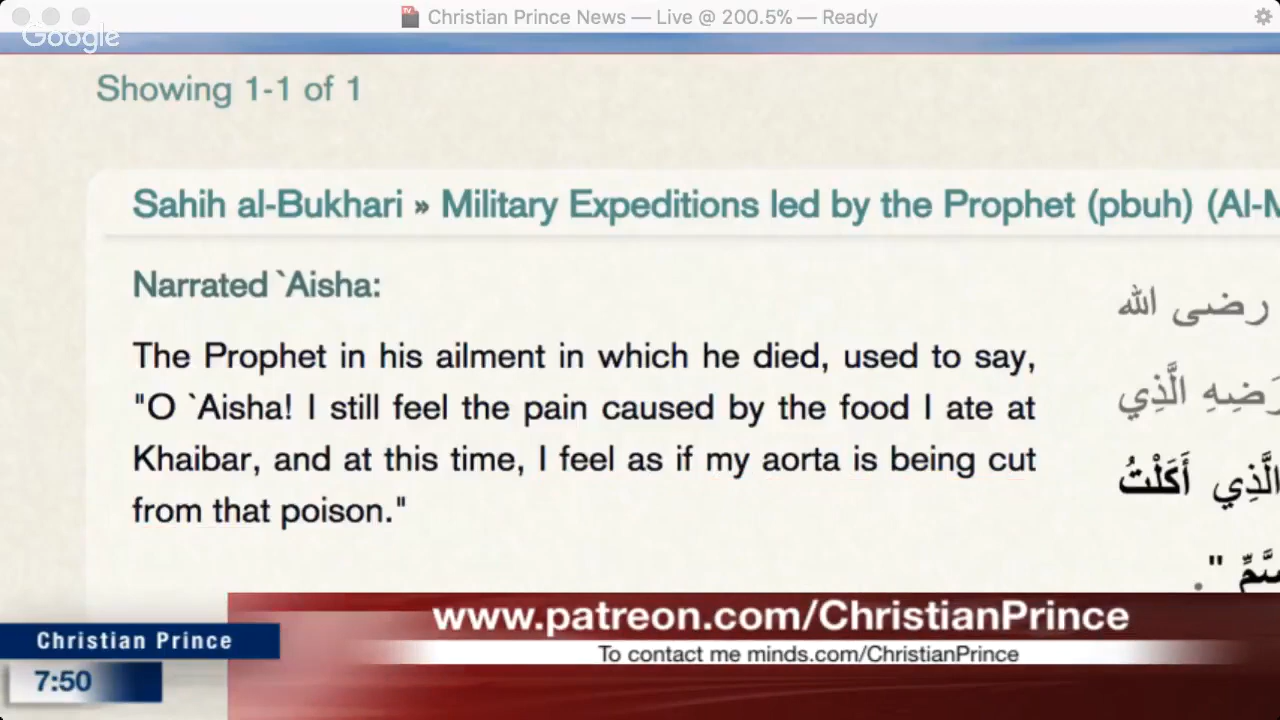 Christian Prince News — Live @ 200.5% — Ready
Google
Showing 1-1 of 1
Sahih al-Bukhari » Military Expeditions led by the Prophet (pbuh) (Al-M
Narrated `Aisha:
The Prophet in his ailment in which he died, used to say,
"O `Aisha! I still feel the pain caused by the food I ate at
Khaibar, and at this time, I feel as if my aorta is being cut
from that poison."
رضى الله
الَّذِي
الَّذِي أَكَلْتُ
".
www.patreon.com/ChristianPrince
To contact me minds.com/ChristianPrince
Christian Prince
7:50